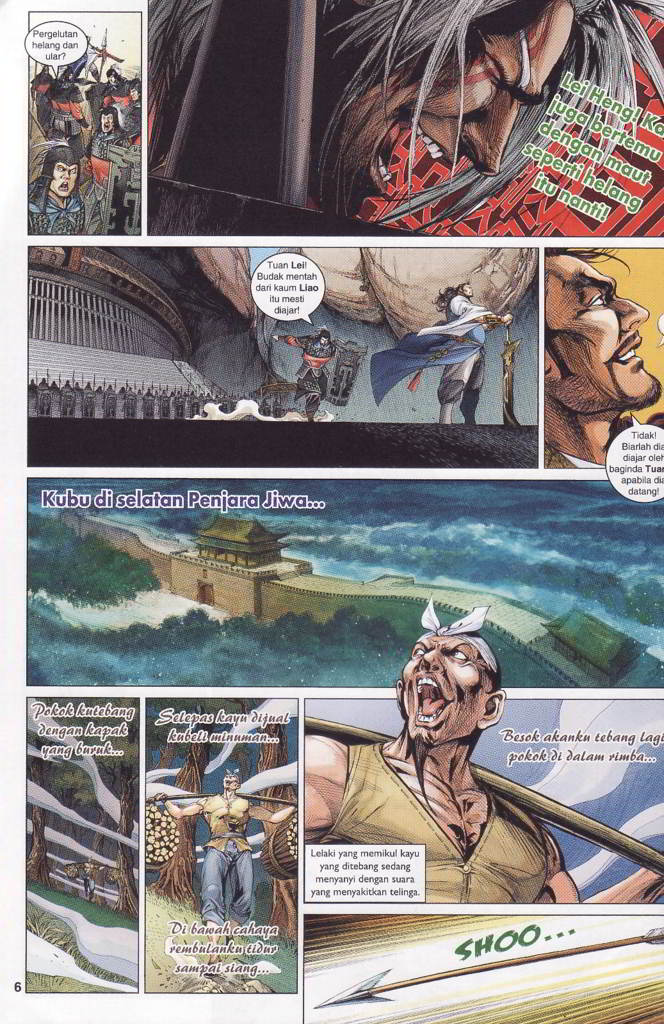 Pergelutan
helang dan
ular?
Lei Heng! Ka
juga bertemu
dengan maut
seperti helang
itu nanti!
Tuan Lei!
Budak mentah
dari kaum Liao
itu mesti
diajar!
Tidak!
Biarlah dia
diajar oleh
baginda Tuan
apabila dia
datang!
Kubu di selatan Penjara Jiwa...
Pokok kutebang
dengan kapak
yang buruk...
Selepas kayu dijual
kubeli minuman...
Di bawah cahaya
rembulanku tidur
sampai siang...
Besok akanku tebang lagi
pokok di dalam rimba...
Lelaki yang memikul kayu
yang ditebang sedang
menyanyi dengan suara
yang menyakitkan telinga.
SHOO...
6